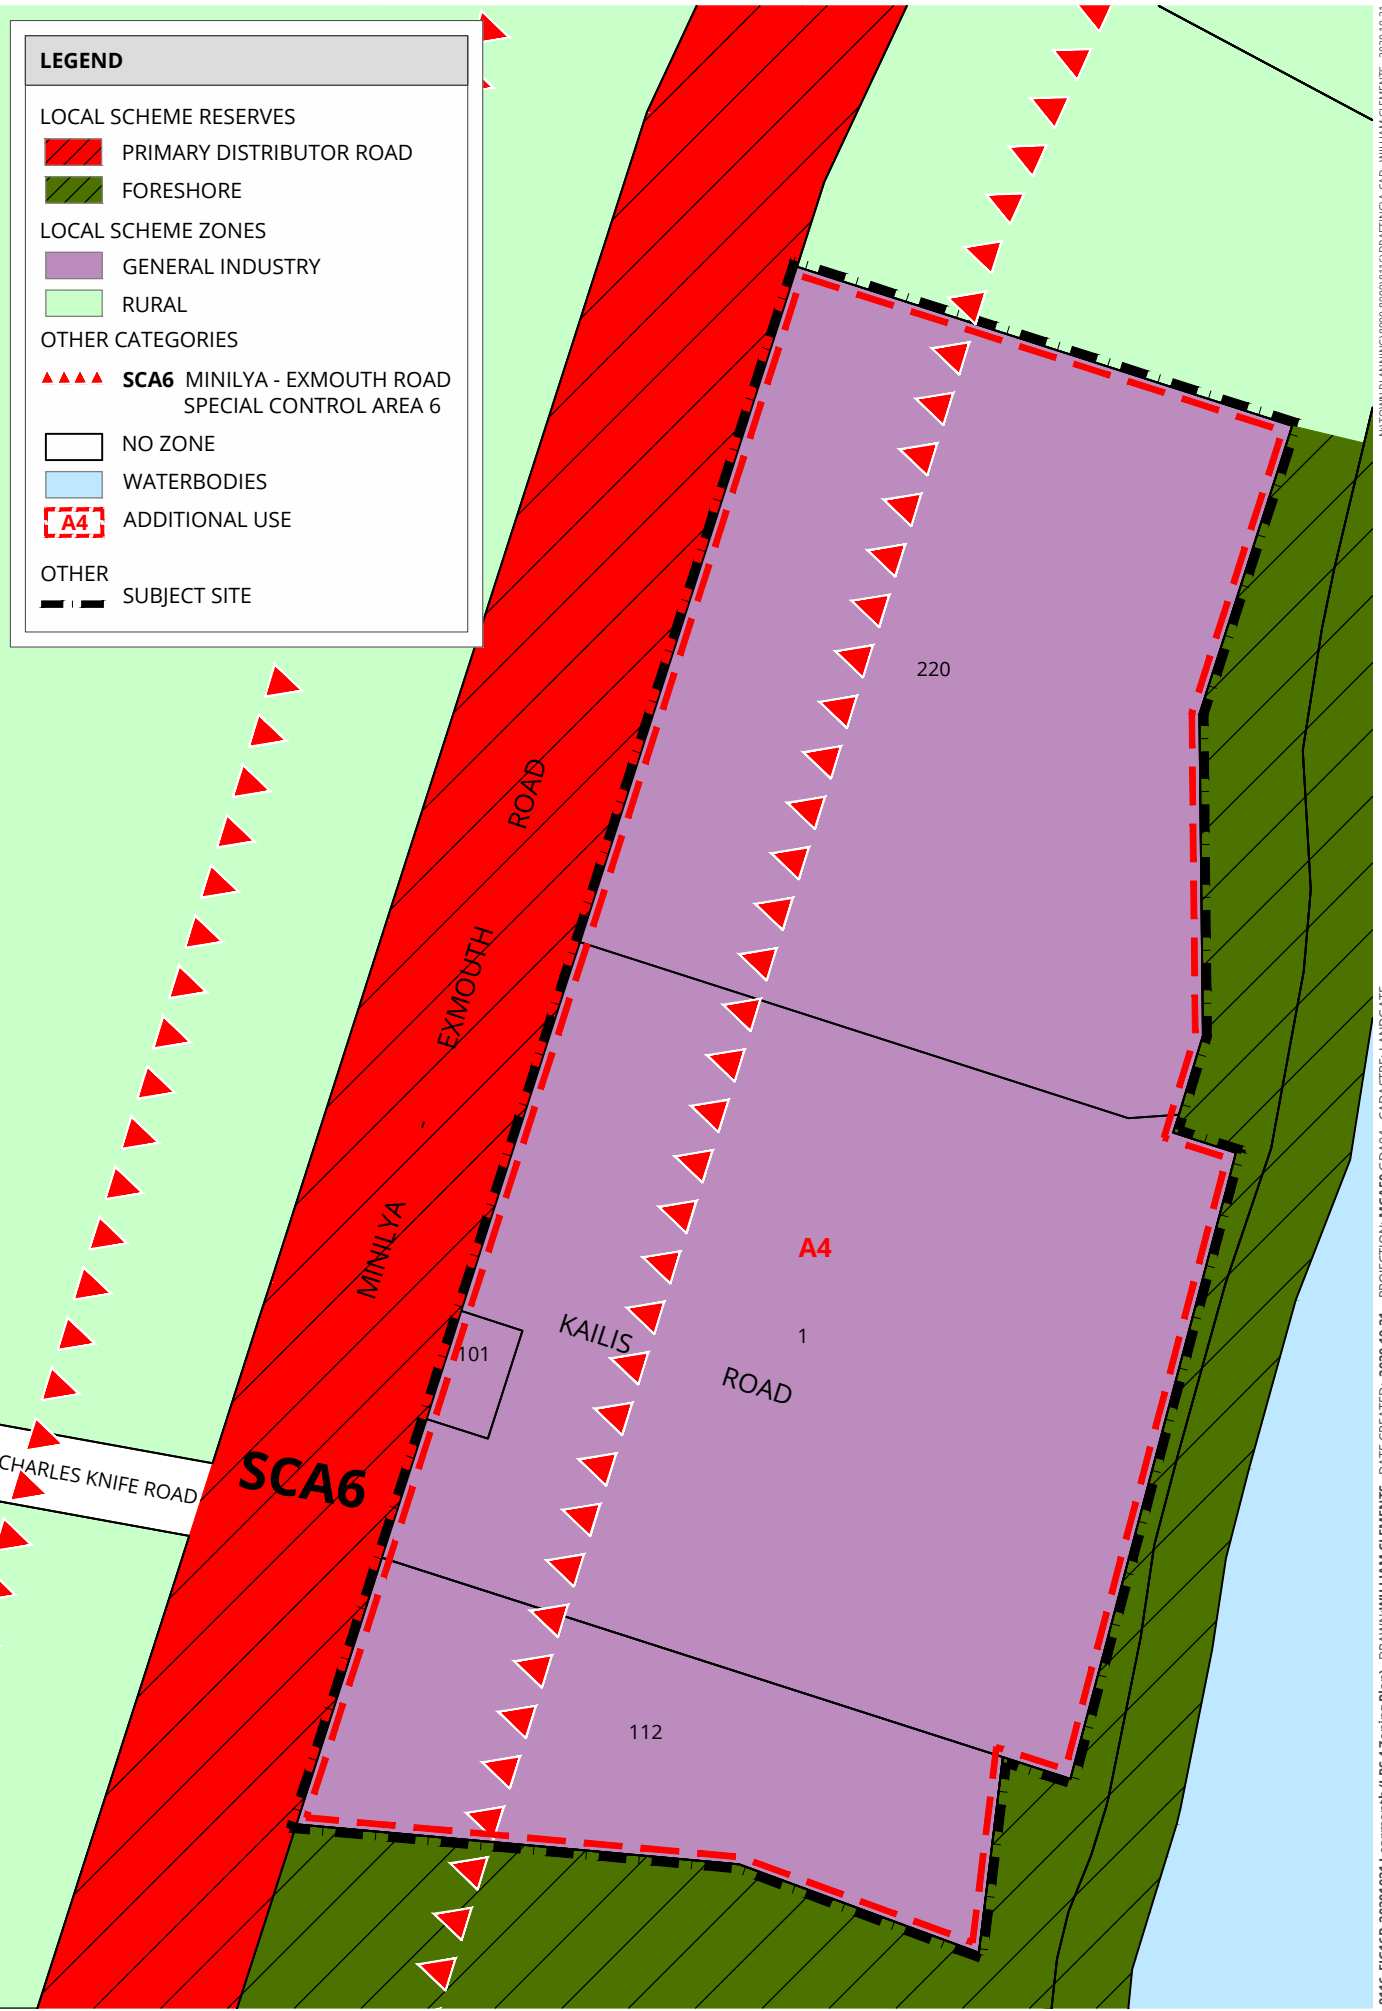 LEGEND
LOCAL SCHEME RESERVES
PRIMARY DISTRIBUTOR ROAD
FORESHORE
LOCAL SCHEME ZONES
GENERAL INDUSTRY
RURAL
OTHER CATEGORIES
SCA6 MINILYA - EXMOUTH ROAD
SPECIAL CONTROL AREA 6
NO ZONE
WATERBODIES
A4 ADDITIONAL USE
OTHER
SUBJECT SITE
220
MINILYA - EXMOUTH ROAD
A4
1
KAILIS ROAD
101
SCA6
CHARLES KNIFE ROAD
112